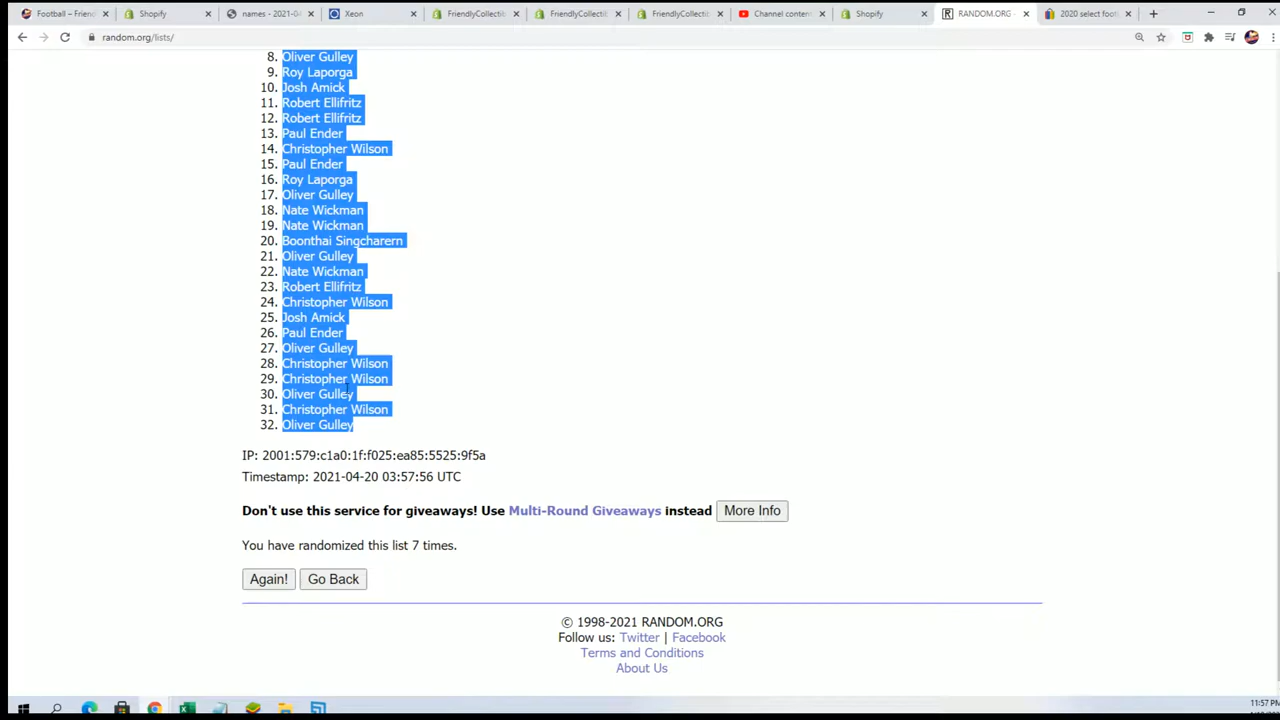 Football – Friend
Shopify
names - 2021-04
Xeon
FriendlyCollectib
FriendlyCollectib
FriendlyCollectib
Channel content
Shopify
RANDOM.ORG -
2020 select foot
random.org/lists/
8. Oliver Gulley
9. Roy Laporga
10. Josh Amick
11. Robert Ellifritz
12. Robert Ellifritz
13. Paul Ender
14. Christopher Wilson
15. Paul Ender
16. Roy Laporga
17. Oliver Gulley
18. Nate Wickman
19. Nate Wickman
20. Boonthai Singcharern
21. Oliver Gulley
22. Nate Wickman
23. Robert Ellifritz
24. Christopher Wilson
25. Josh Amick
26. Paul Ender
27. Oliver Gulley
28. Christopher Wilson
29. Christopher Wilson
30. Oliver Gulley
31. Christopher Wilson
32. Oliver Gulley
IP: 2001:579:c1a0:1f:f025:ea85:5525:9f5a
Timestamp: 2021-04-20 03:57:56 UTC
Don't use this service for giveaways! Use Multi-Round Giveaways instead More Info
You have randomized this list 7 times.
Again! Go Back
© 1998-2021 RANDOM.ORG
Follow us: Twitter | Facebook
Terms and Conditions
About Us
11:57 PM